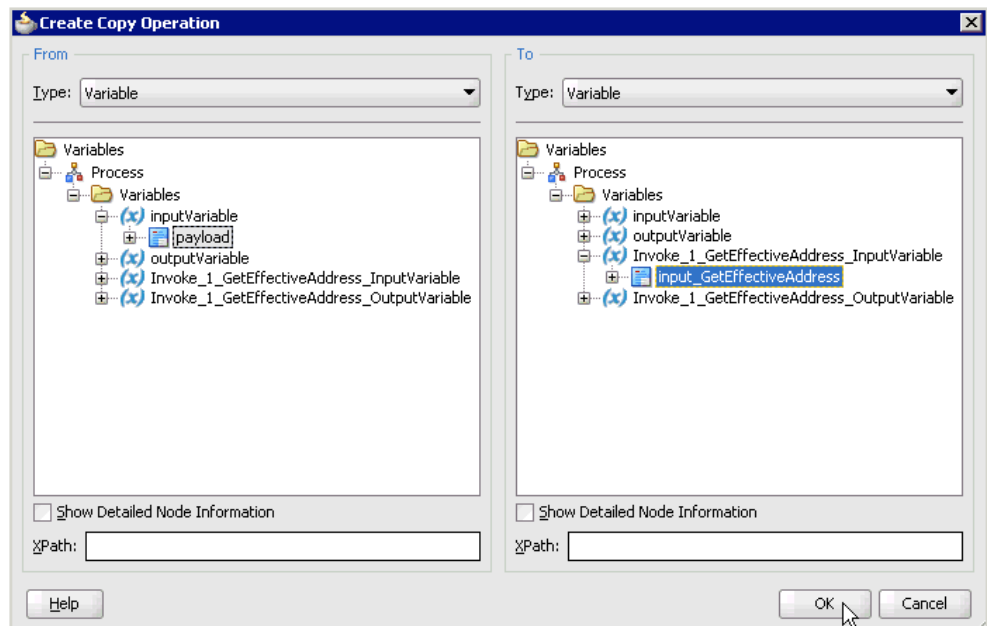 Create Copy Operation
From
Type: Variable
Variables
Process
Variables
(x) inputVariable
payload
(x) outputVariable
(x) Invoke_1_GetEffectiveAddress_InputVariable
(x) Invoke_1_GetEffectiveAddress_OutputVariable
Show Detailed Node Information
XPath:
To
Type: Variable
Variables
Process
Variables
(x) inputVariable
(x) outputVariable
(x) Invoke_1_GetEffectiveAddress_InputVariable
input_GetEffectiveAddress
(x) Invoke_1_GetEffectiveAddress_OutputVariable
Show Detailed Node Information
XPath:
Help
OK
Cancel